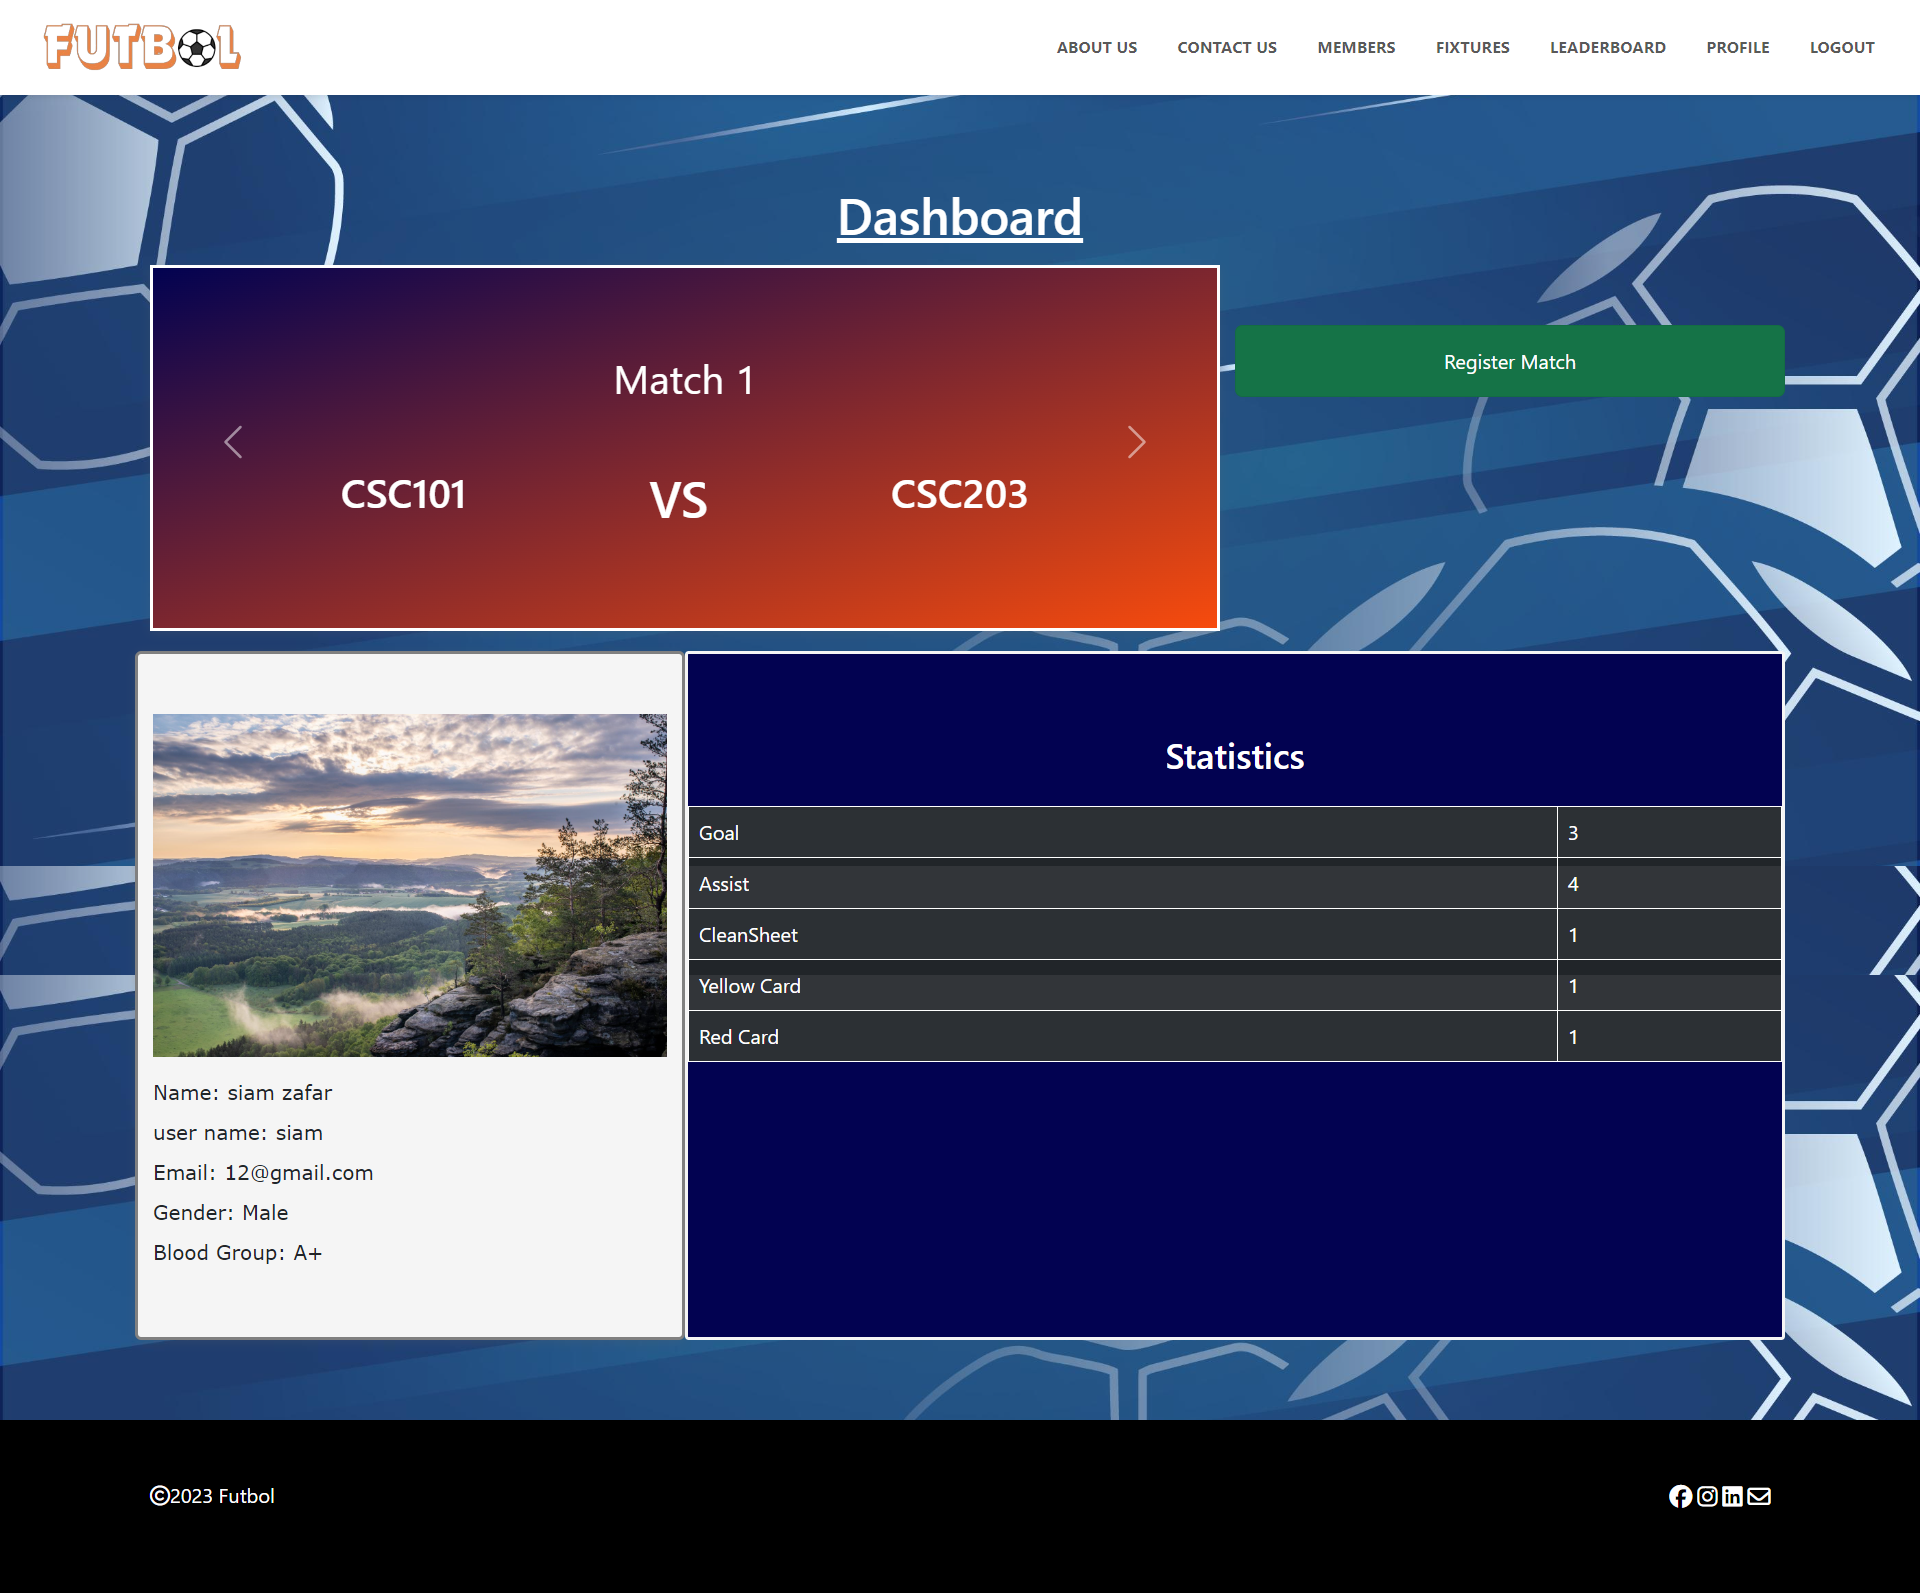 FUTBOL
ABOUT US CONTACT US MEMBERS FIXTURES LEADERBOARD PROFILE LOGOUT
Dashboard
Match 1
CSC101 VS CSC203
Register Match
Statistics
Goal 3
Assist 4
CleanSheet 1
Yellow Card 1
Red Card 1
Name: siam zafar
user name: siam
Email: 12@gmail.com
Gender: Male
Blood Group: A+
©2023 Futbol